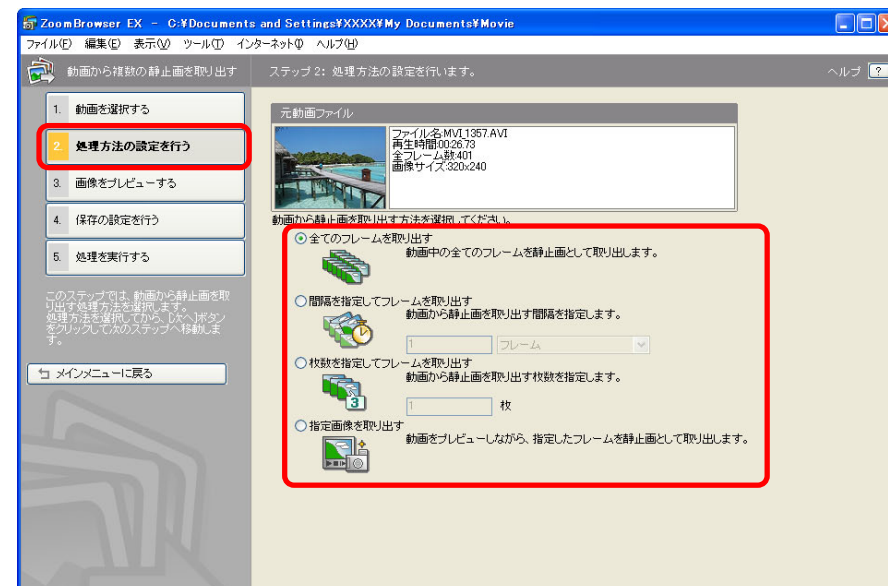 ZoomBrowser EX - C:¥Documents and Settings¥XXXX¥My Documents¥Movie
ファイル(F) 編集(E) 表示(V) ツール(T) インターネット(I) ヘルプ(H)
動画から複数の静止画を取り出す ステップ 2: 処理方法の設定を行います。 ヘルプ ?
1. 動画を選択する
2. 処理方法の設定を行う
3. 画像をプレビューする
4. 保存の設定を行う
5. 処理を実行する
このステップでは、動画から静止画を取
り出す処理方法を選択します。
処理方法を選択してから、[次へ]ボタン
をクリックして次のステップへ移動しま
す。
メインメニューに戻る
元動画ファイル
ファイル名:MVI_1357.AVI
再生時間:00:26.73
全フレーム数:401
画像サイズ:320x240
動画から静止画を取り出す方法を選択してください。
全てのフレームを取り出す
動画中の全てのフレームを静止画として取り出します。
間隔を指定してフレームを取り出す
動画から静止画を取り出す間隔を指定します。
1 フレーム
枚数を指定してフレームを取り出す
動画から静止画を取り出す枚数を指定します。
3
1 枚
指定画像を取り出す
動画をプレビューしながら、指定したフレームを静止画として取り出します。